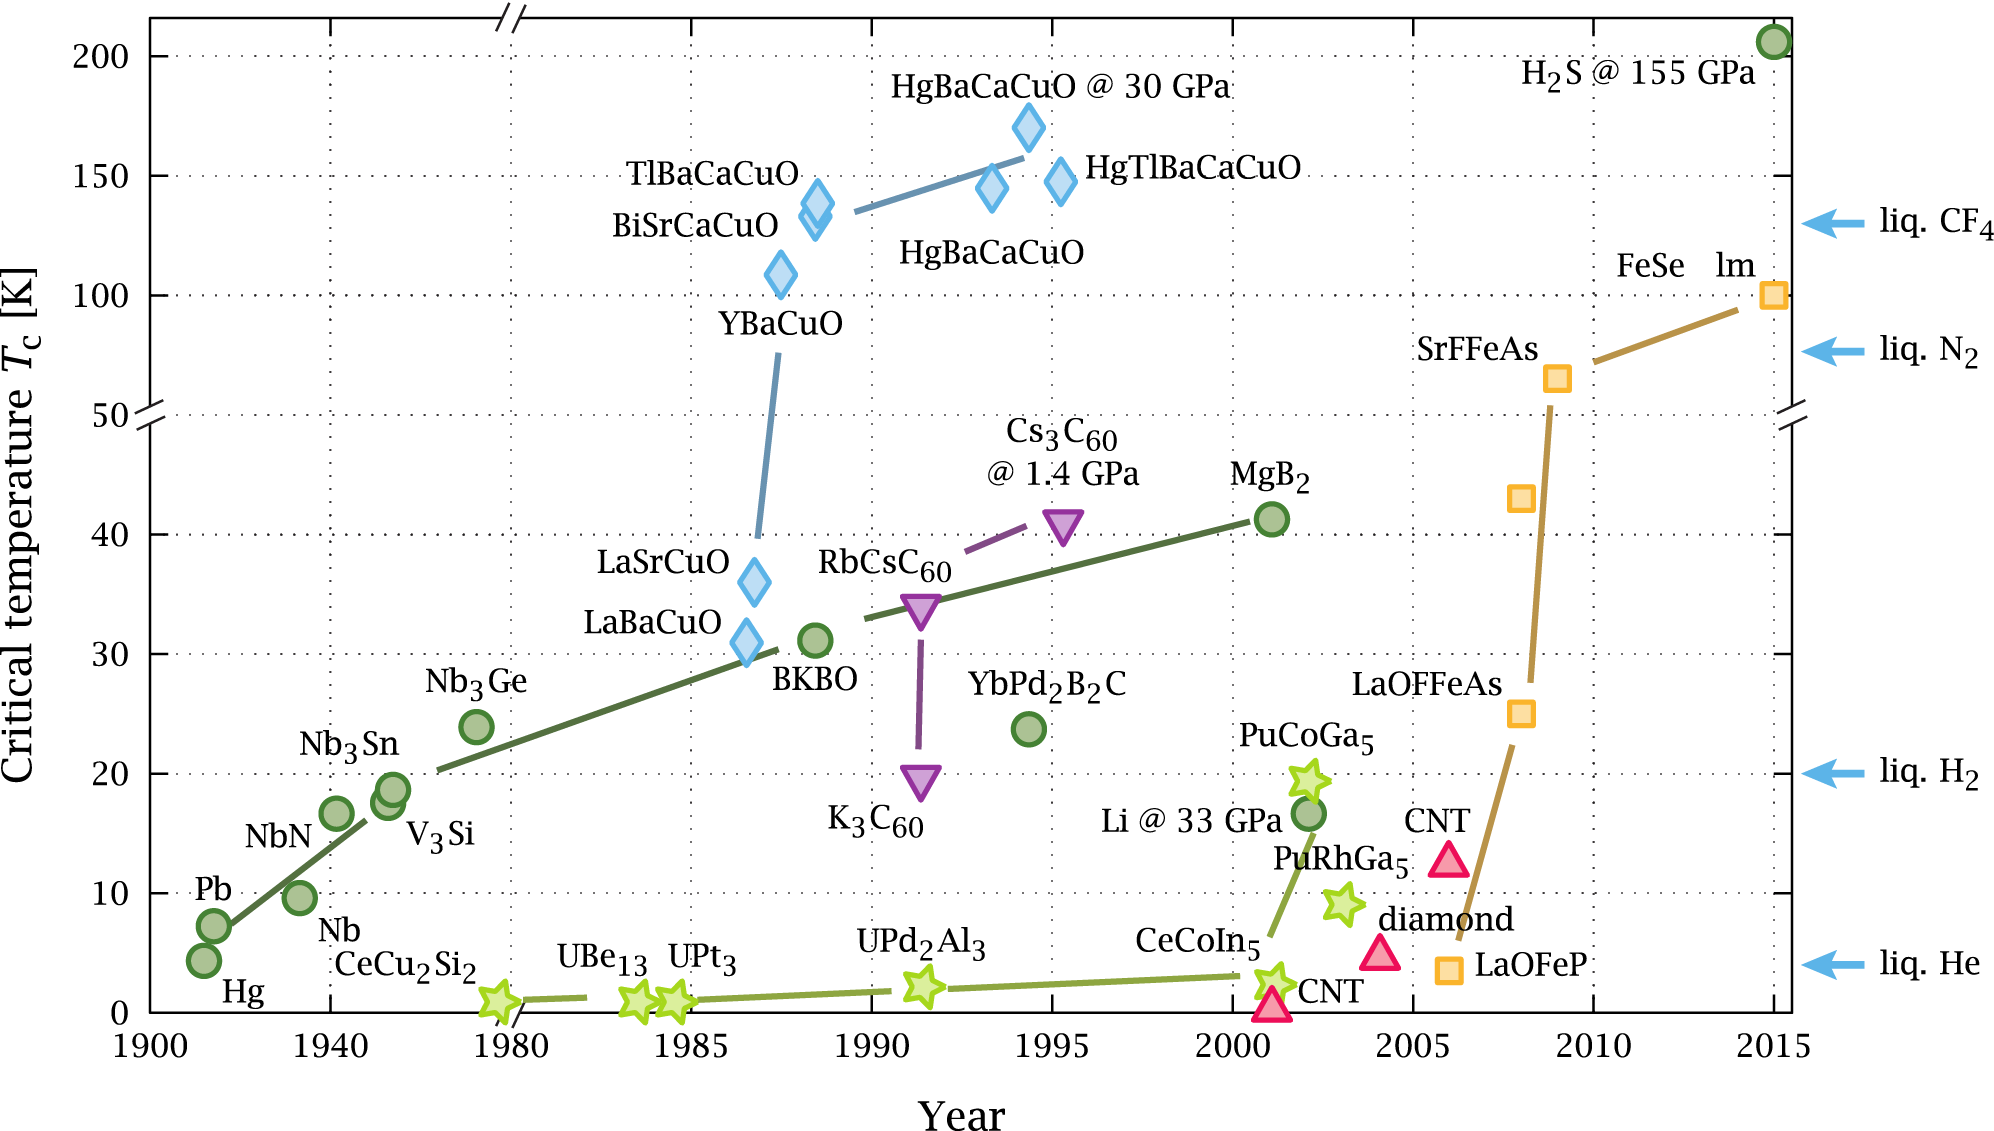 200
H₂S @ 155 GPa
HgBaCaCuO @ 30 GPa
TlBaCaCuO
HgTlBaCaCuO
150
BiSrCaCuO
liq. CF₄
HgBaCaCuO
FeSe lm
100
YBaCuO
SrFFeAs
liq. N₂
50
Cs₃C₆₀
@ 1.4 GPa
MgB₂
40
LaSrCuO
RbCsC₆₀
LaBaCuO
30
Nb₃Ge
BKBO
YbPd₂B₂C
LaOFFeAs
Nb₃Sn
PuCoGa₅
20
liq. H₂
NbN
V₃Si
K₃C₆₀
Li @ 33 GPa
CNT
PuRhGa₅
Pb
10
Nb
diamond
CeCu₂Si₂
UBe₁₃
UPt₃
UPd₂Al₃
CeCoIn₅
LaOFeP
liq. He
Hg
CNT
0
1900 1940 1980 1985 1990 1995 2000 2005 2010 2015
Year
Critical temperature Tc [K]